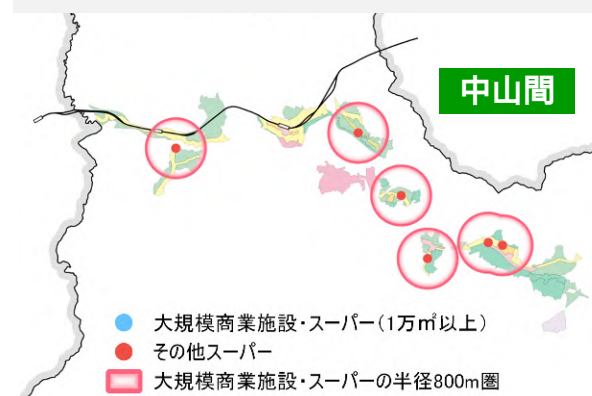 中山間
大規模商業施設・スーパー(1万㎡以上)
その他スーパー
大規模商業施設・スーパーの半径800m圏